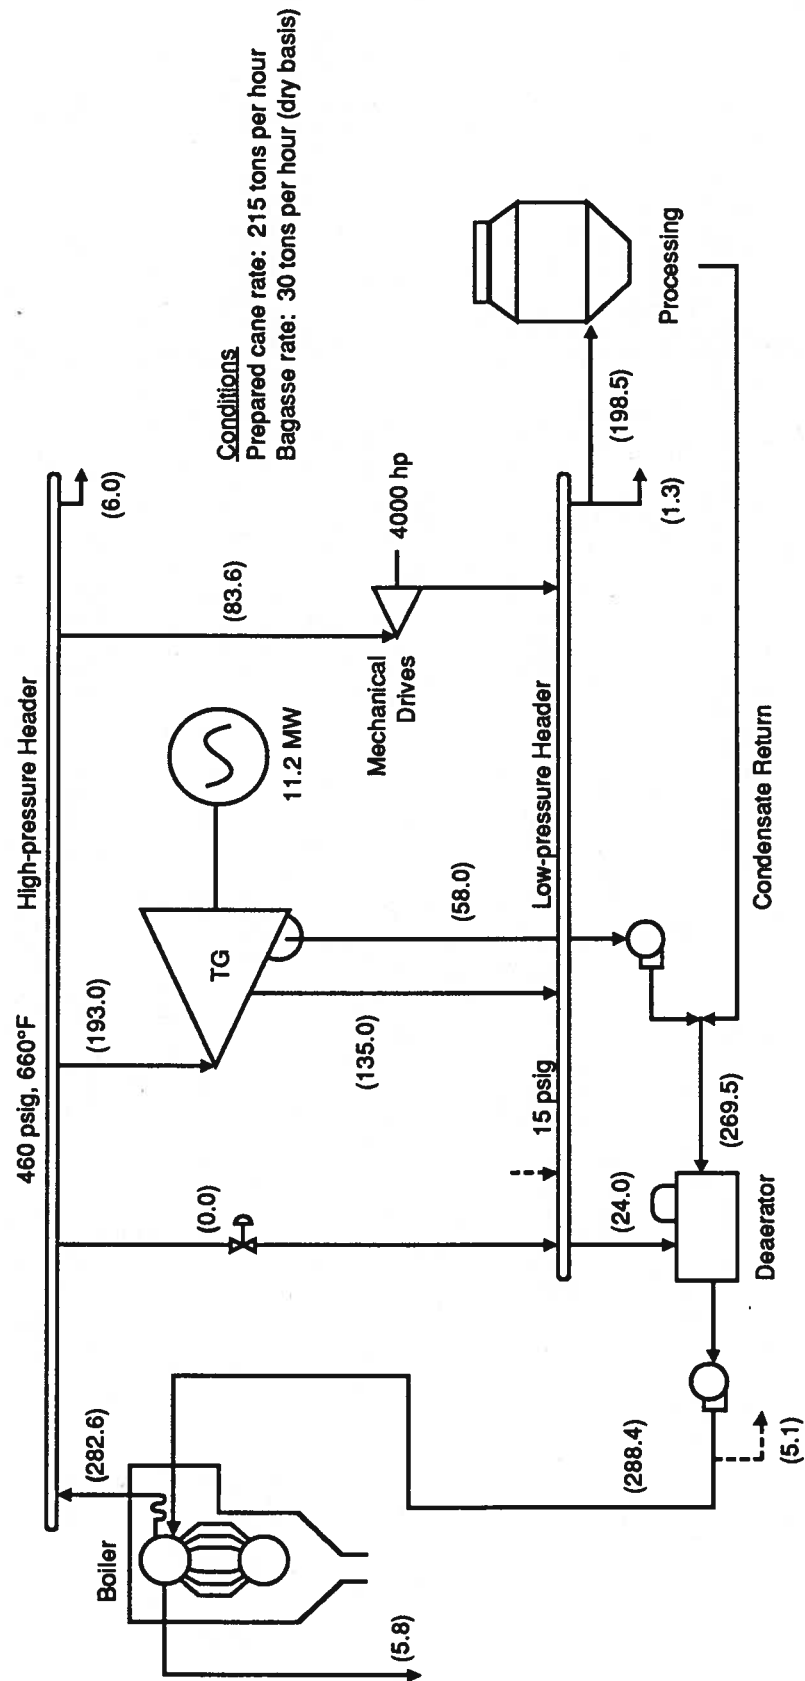 460 psig, 660°F
High-pressure Header
(6.0)
Conditions
Prepared cane rate: 215 tons per hour
Bagasse rate: 30 tons per hour (dry basis)
(282.6)
Boiler
(5.8)
(0.0)
(193.0)
TG
11.2 MW
(83.6)
4000 hp
Mechanical
Drives
(135.0)
(58.0)
15 psig
Low-pressure Header
(198.5)
(1.3)
Processing
(288.4)
(5.1)
(24.0)
Deaerator
(269.5)
Condensate Return